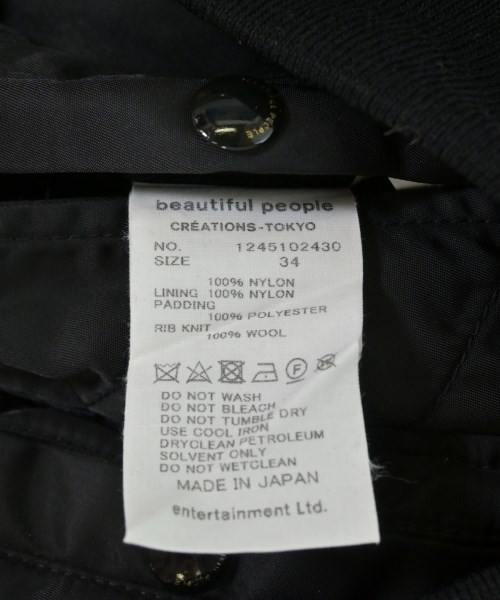 PEOPLE
beautiful people
CRÉATIONS-TOKYO
NO. 1245102430
SIZE 34
100% NYLON
LINING 100% NYLON
PADDING
100% POLYESTER
RIB KNIT
100% WOOL
DO NOT WASH
DO NOT BLEACH
DO NOT TUMBLE DRY
USE COOL IRON
DRYCLEAN PETROLEUM
SOLVENT ONLY
DO NOT WETCLEAN
MADE IN JAPAN
entertainment Ltd.